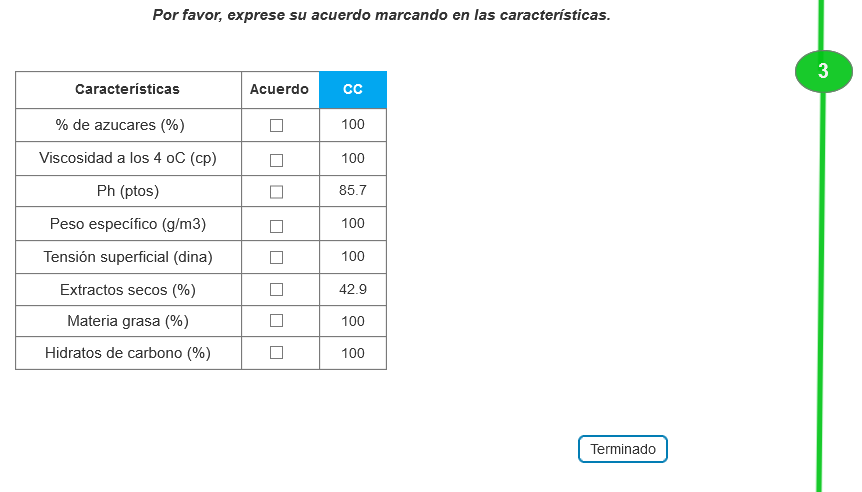 Por favor, exprese su acuerdo marcando en las características.
3
Características Acuerdo CC
% de azucares (%) 100
Viscosidad a los 4 oC (cp) 100
Ph (ptos) 85.7
Peso específico (g/m3) 100
Tensión superficial (dina) 100
Extractos secos (%) 42.9
Materia grasa (%) 100
Hidratos de carbono (%) 100
Terminado